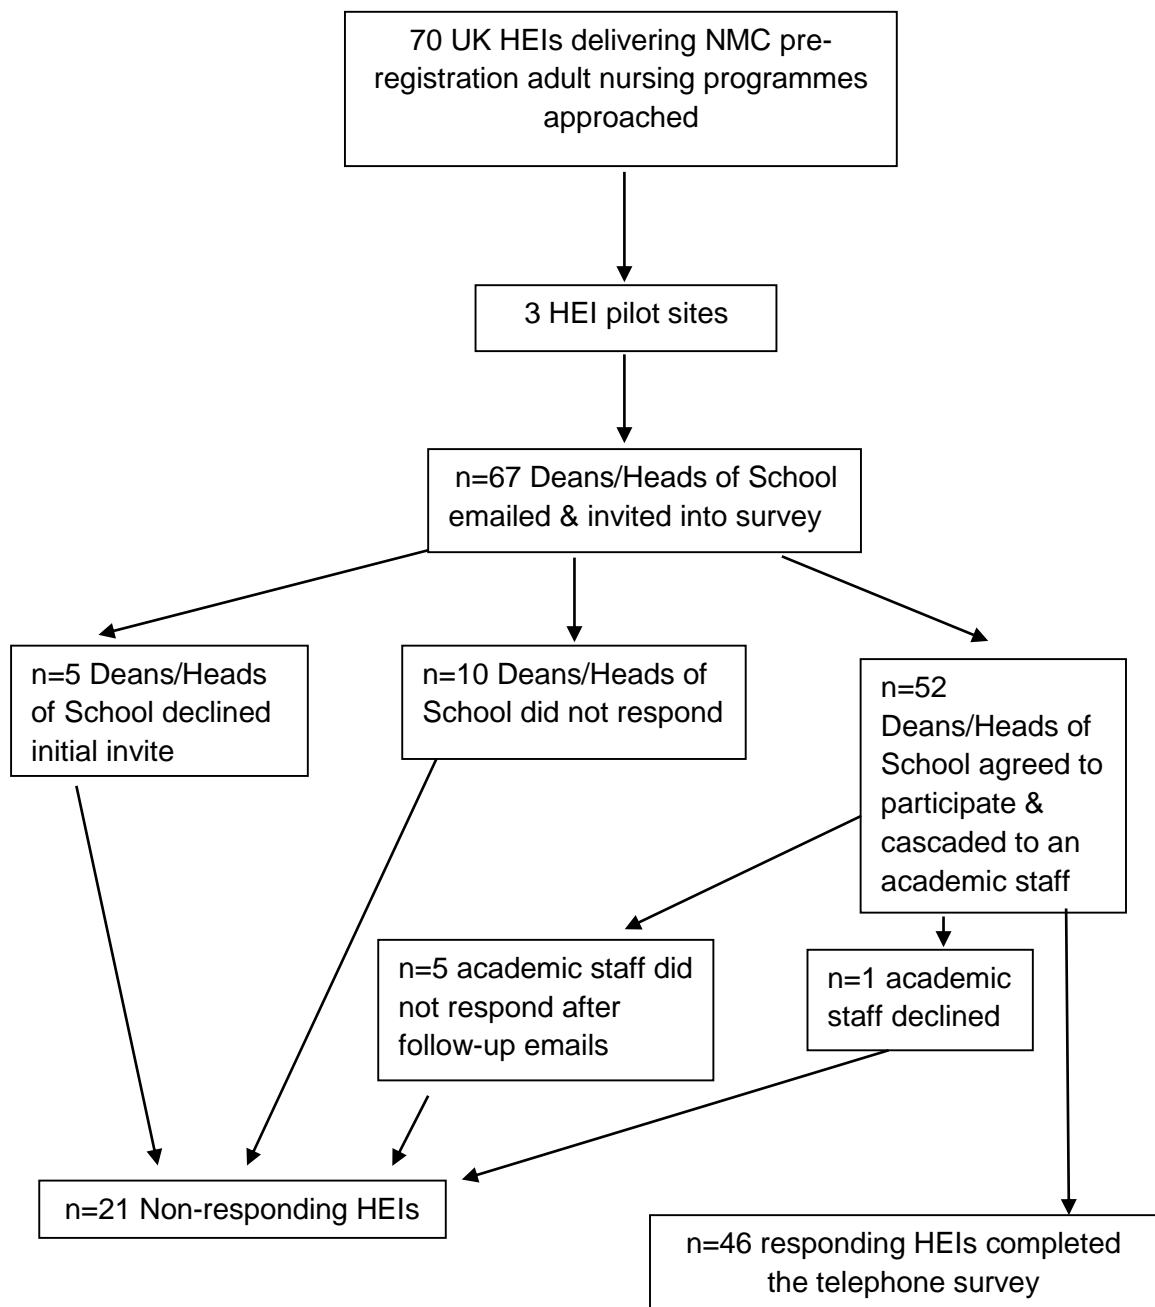 70 UK HEIs delivering NMC pre-
registration adult nursing programmes
approached
3 HEI pilot sites
n=67 Deans/Heads of School
emailed & invited into survey
n=5 Deans/Heads
of School declined
initial invite
n=10 Deans/Heads of
School did not respond
n=52
Deans/Heads of
School agreed to
participate &
cascaded to an
academic staff
n=5 academic staff did
not respond after
follow-up emails
n=1 academic
staff declined
n=21 Non-responding HEIs
n=46 responding HEIs completed
the telephone survey